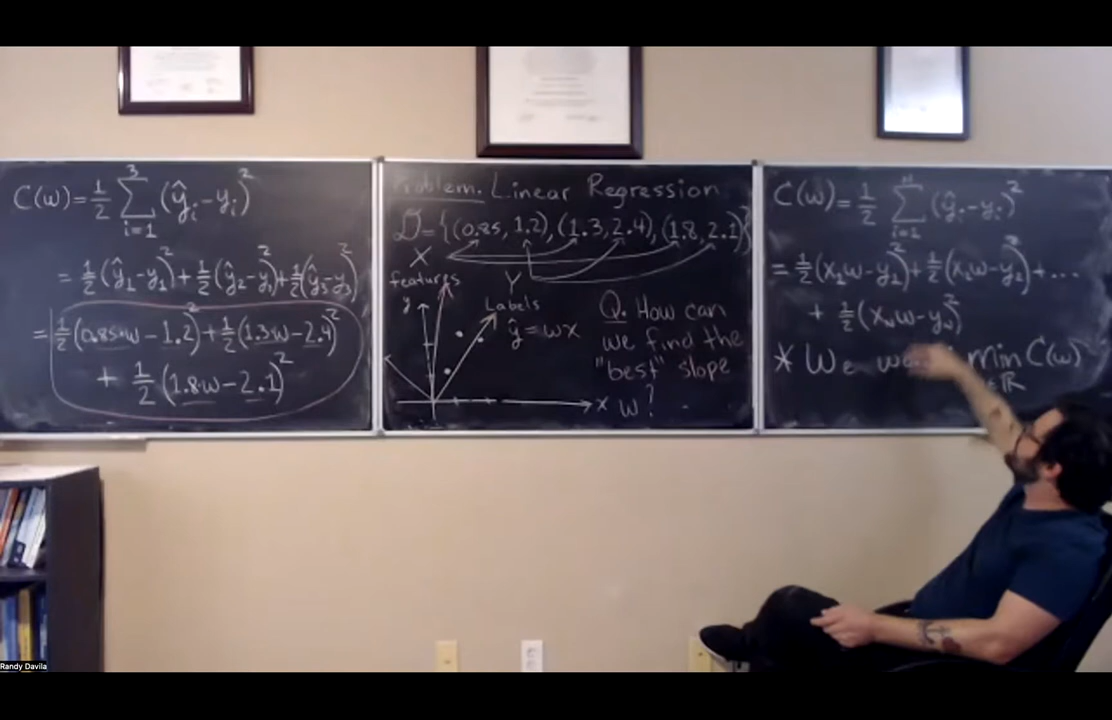 C(w) = 1/2 Σ_{i=1}^{3} (ŷ_i - y_i)^2
= 1/2 (ŷ_1 - y_1)^2 + 1/2 (ŷ_2 - y_2)^2 + 1/2 (ŷ_3 - y_3)^2
= 1/2 (0.85w - 1.2)^2 + 1/2 (1.3w - 2.4)^2
+ 1/2 (1.8w - 2.1)^2
Problem. Linear Regression
D = {(0.85, 1.2), (1.3, 2.4), (1.8, 2.1)}
X
features
Y
Labels
y
ŷ = wx
x
Q. How can
we find the
"best" slope
w?
C(w) = 1/2 Σ_{i=1} (ŷ_i - y_i)^2
= 1/2 (x_1w - y_1)^2 + 1/2 (x_2w - y_2)^2 + ...
+ 1/2 (x_Nw - y_N)^2
* We min C(w)
∈ ℝ
Randy Davila